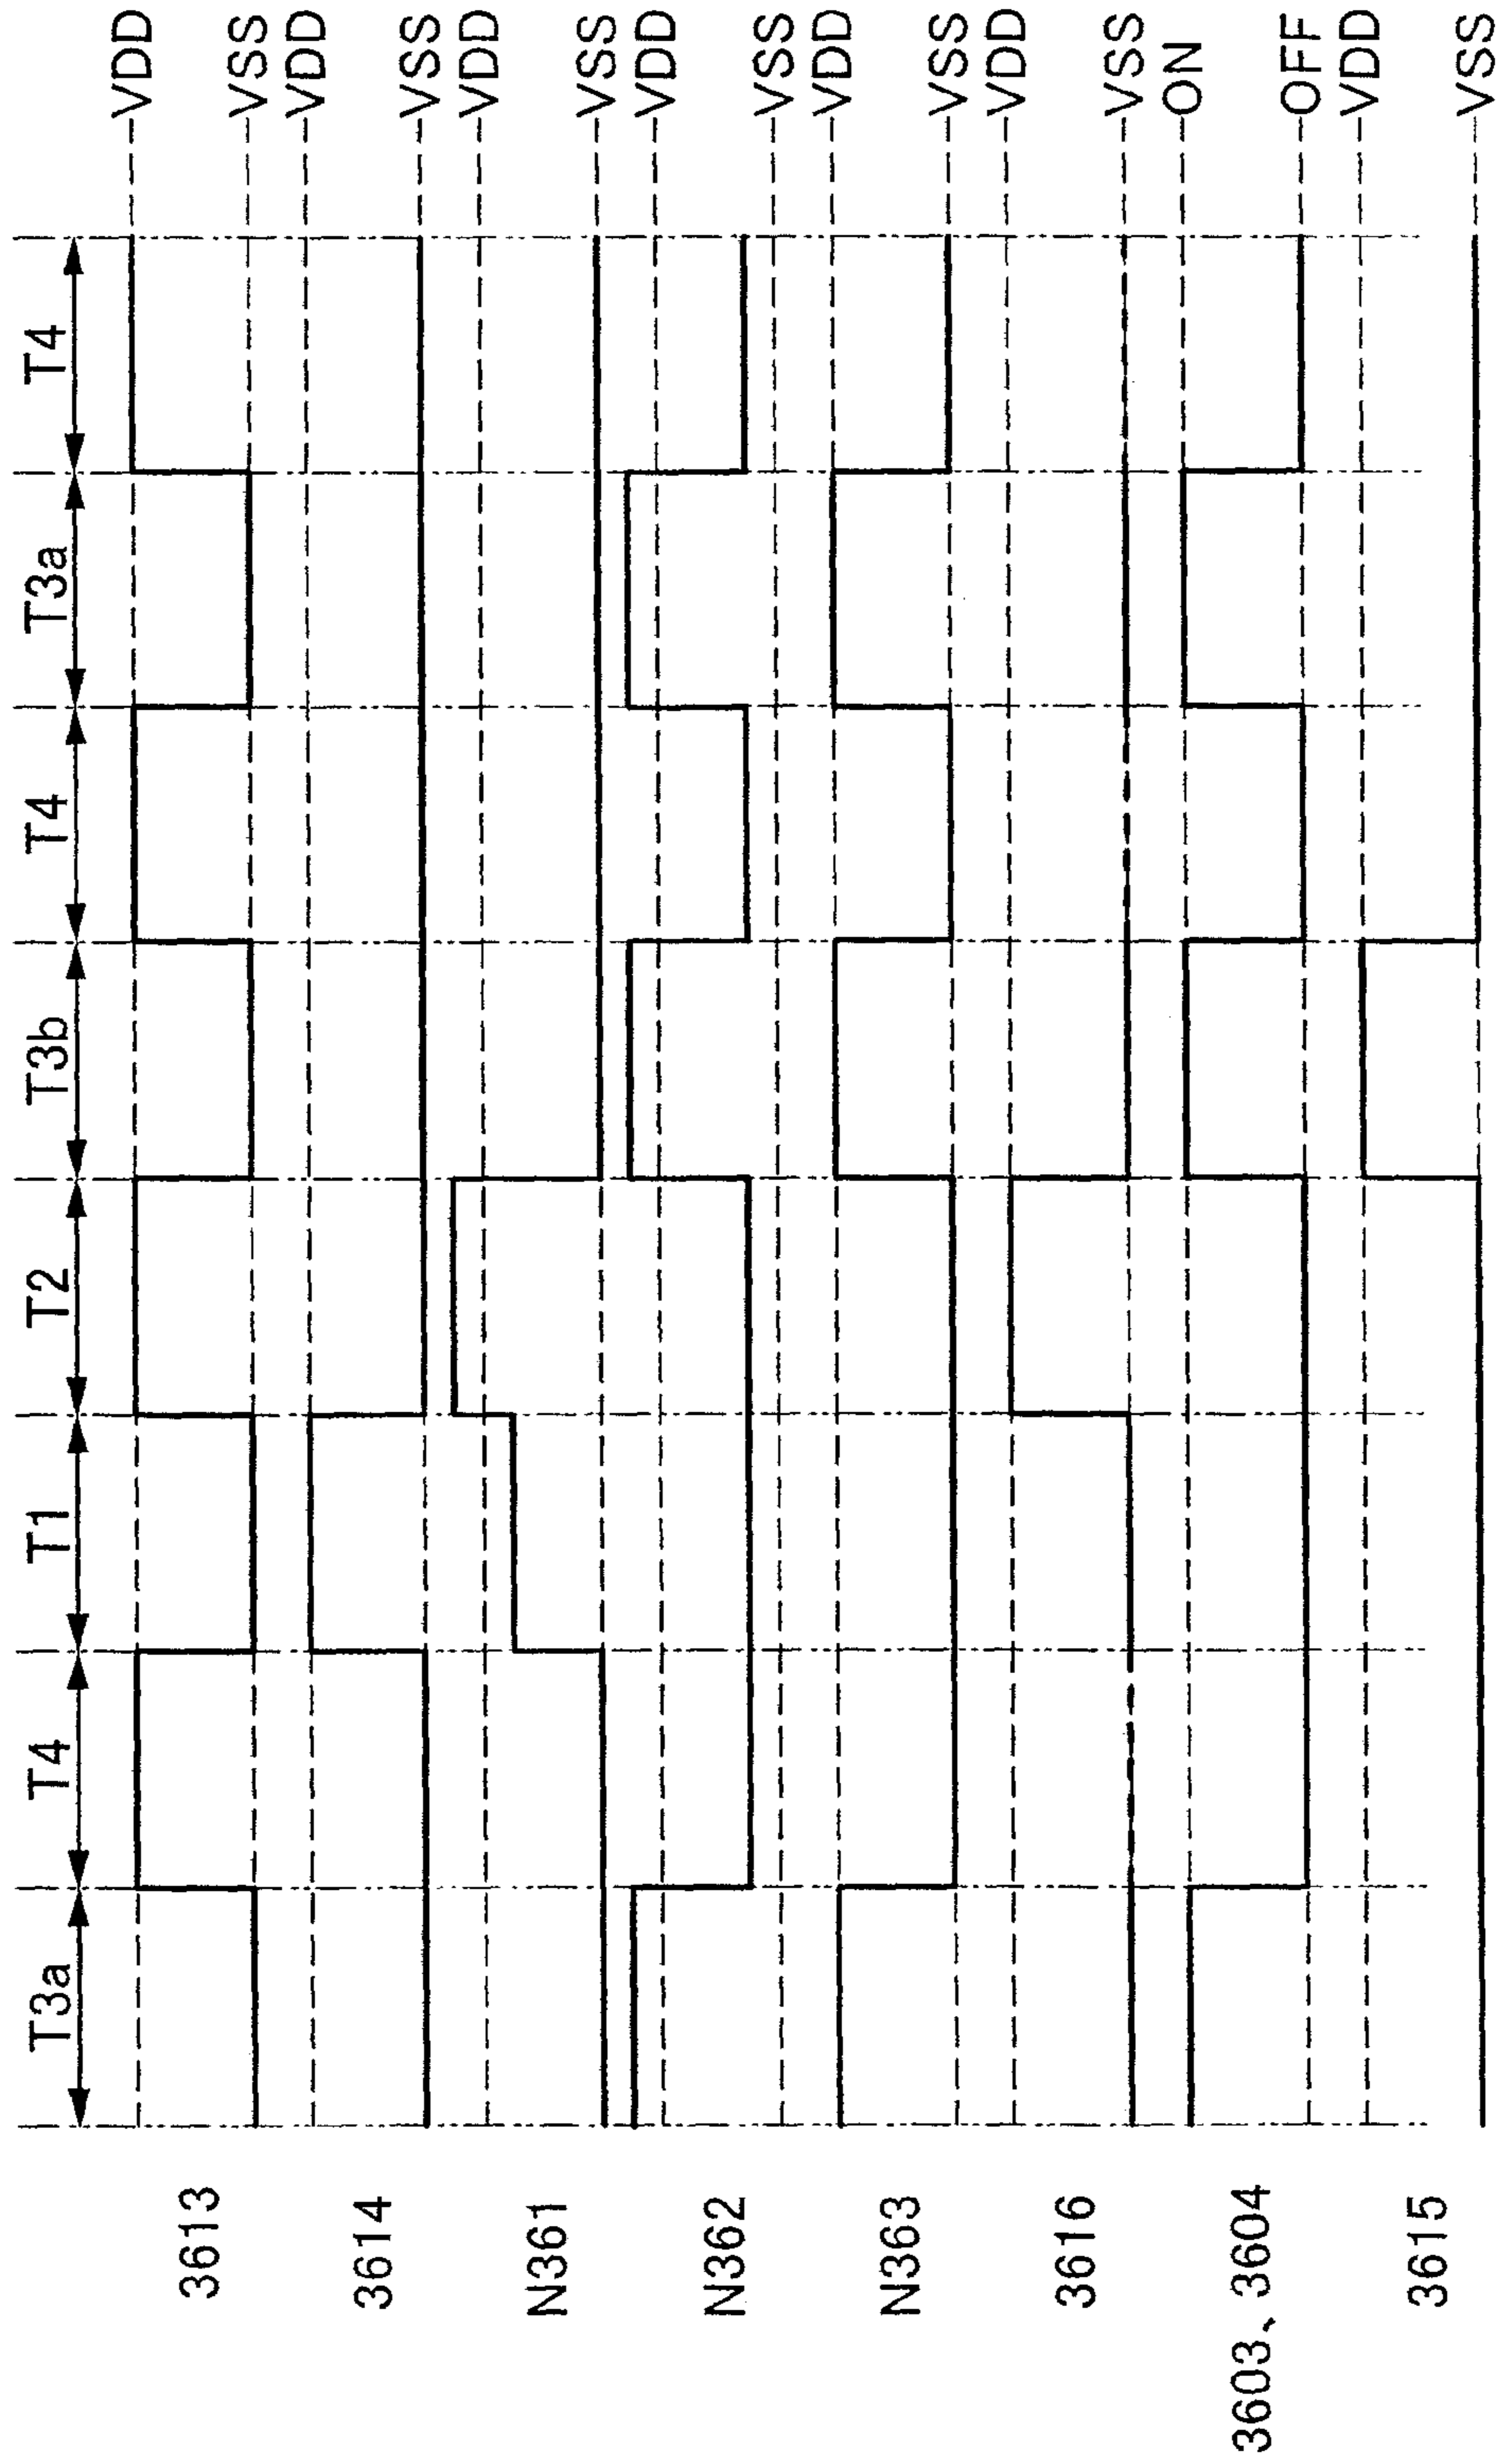 T3a T4 T1 T2 T3b T4 T3a T4
3613 VDD
VSS
3614 VDD
VSS
N361 VDD
VSS
N362 VDD
VSS
N363 VDD
VSS
3616 VDD
VSS
3603、3604 ON
OFF
3615 VDD
VSS